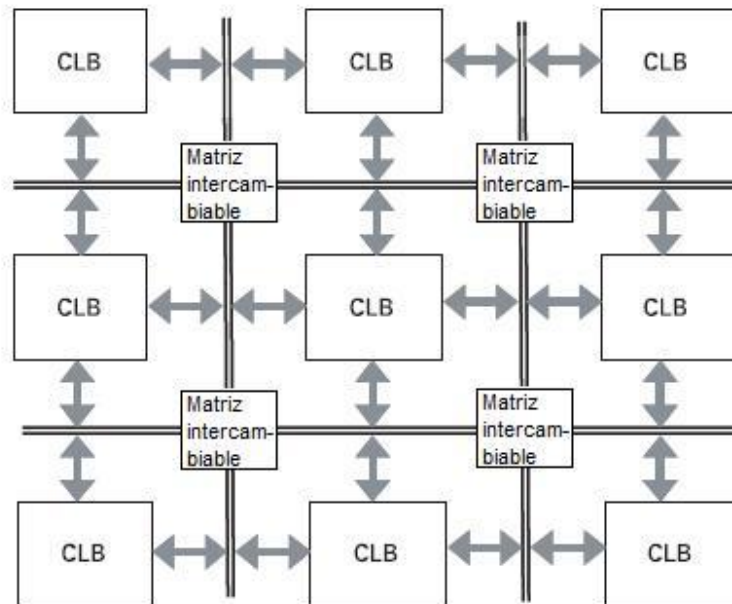 CLB
CLB
CLB
Matriz
intercam-
biable
Matriz
intercam-
biable
CLB
CLB
CLB
Matriz
intercam-
biable
Matriz
intercam-
biable
CLB
CLB
CLB